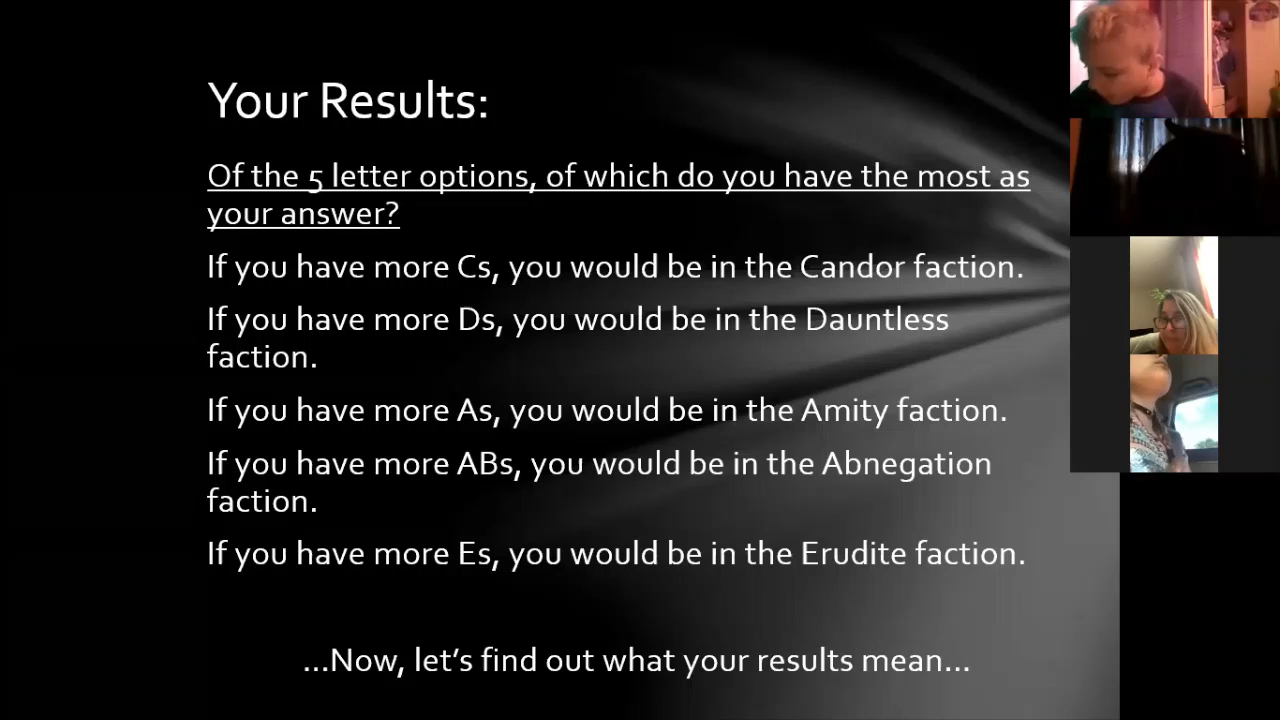 Your Results:
Of the 5 letter options, of which do you have the most as
your answer?
If you have more Cs, you would be in the Candor faction.
If you have more Ds, you would be in the Dauntless
faction.
If you have more As, you would be in the Amity faction.
If you have more ABs, you would be in the Abnegation
faction.
If you have more Es, you would be in the Erudite faction.
...Now, let's find out what your results mean...